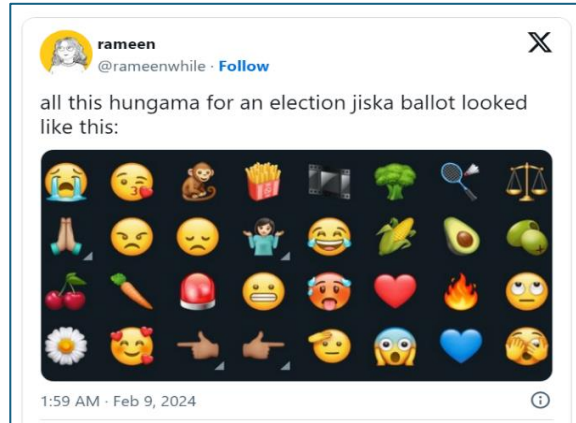 rameen
@rameenwhile · Follow
all this hungama for an election jiska ballot looked
like this:
1:59 AM · Feb 9, 2024